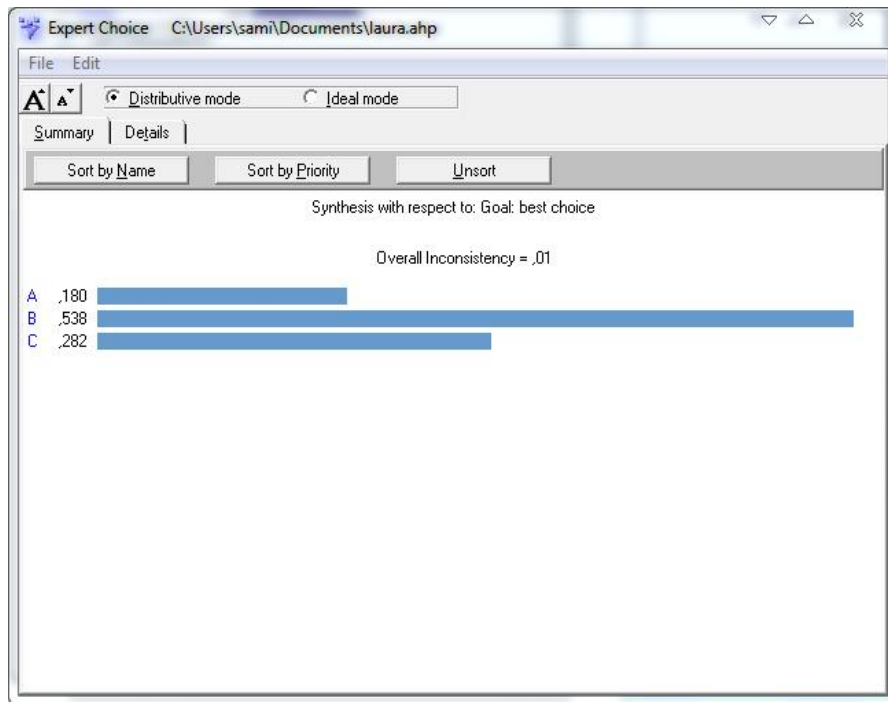 Expert Choice C:\Users\sami\Documents\laura.ahp
File Edit
A A Distributive mode Ideal mode
Summary Details
Sort by Name Sort by Priority Unsort
Synthesis with respect to: Goal: best choice
Overall Inconsistency = ,01
A ,180
B ,538
C ,282